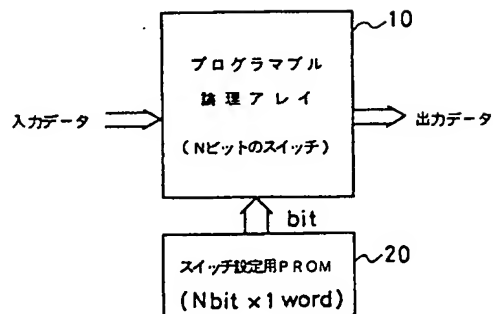 10
プログラマブル
論理アレイ
入力データ
出力データ
(Nビットのスイッチ)
bit
20
スイッチ設定用PROM
(Nbit x1 word)